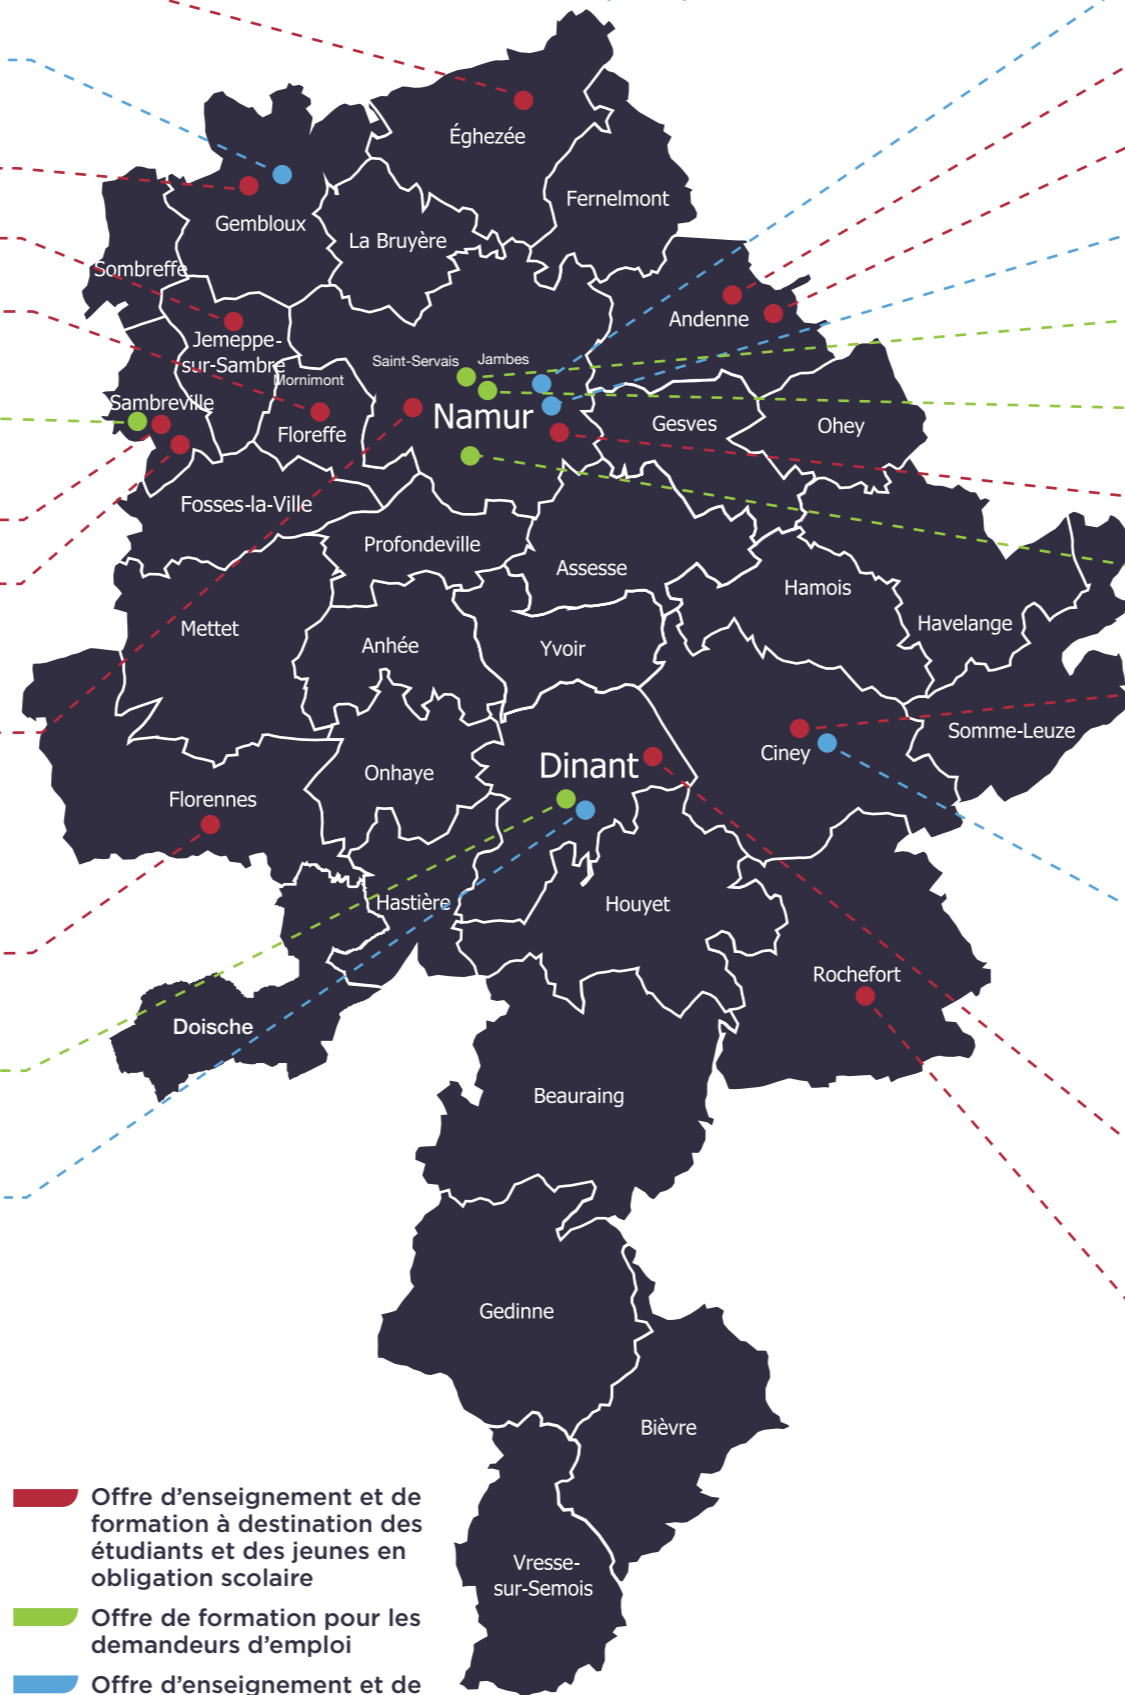 Éghezée
Fernelmont
Gembloux
La Bruyère
Sombreffe
Andenne
Jemeppe-
sur-Sambre
Saint-Servais
Jambes
Mornimont
Sambreville
Namur
Gesves
Ohey
Floreffe
Fosses-la-Ville
Profondeville
Assesse
Hamois
Mettet
Havelange
Anhée
Yvoir
Somme-Leuze
Ciney
Dinant
Onhaye
Florennes
Hastière
Houyet
Rochefort
Doische
Beauraing
Gedinne
Bièvre
Vresse-
sur-Semois
Offre d’enseignement et de
formation à destination des
étudiants et des jeunes en
obligation scolaire
Offre de formation pour les
demandeurs d’emploi
Offre d’enseignement et de